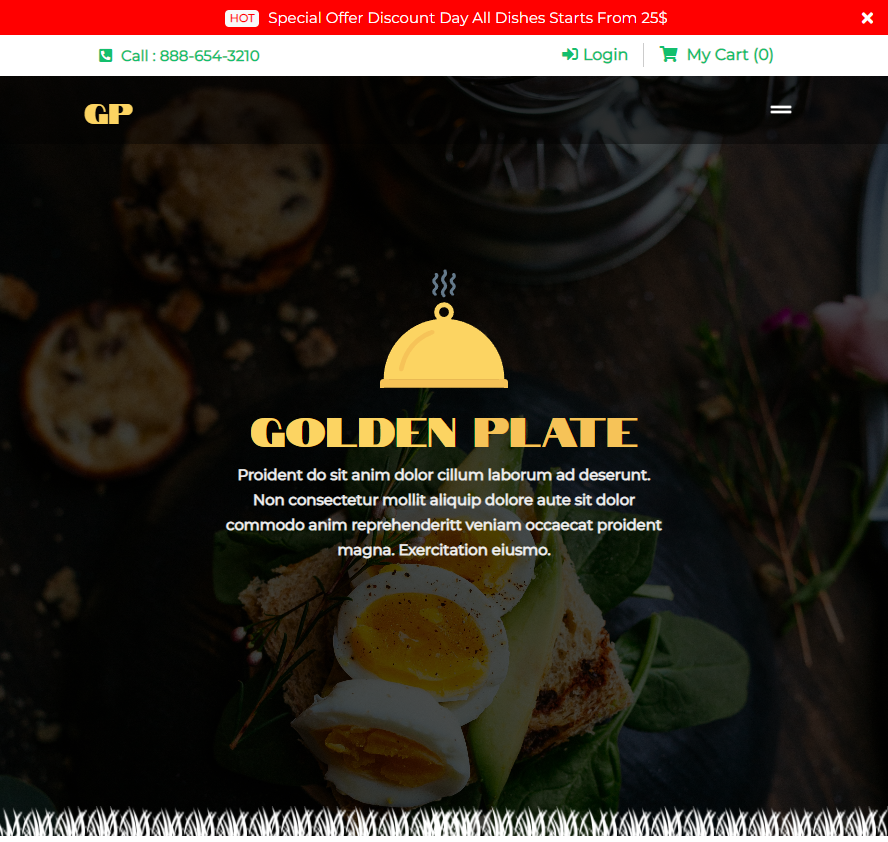 HOT Special Offer Discount Day All Dishes Starts From 25$
Call : 888-654-3210
Login
My Cart (0)
GP
GOLDEN PLATE
Proident do sit anim dolor cillum laborum ad deserunt.
Non consectetur mollit aliquip dolore aute sit dolor
commodo anim reprehenderitt veniam occaecat proident
magna. Exercitation eiusmo.